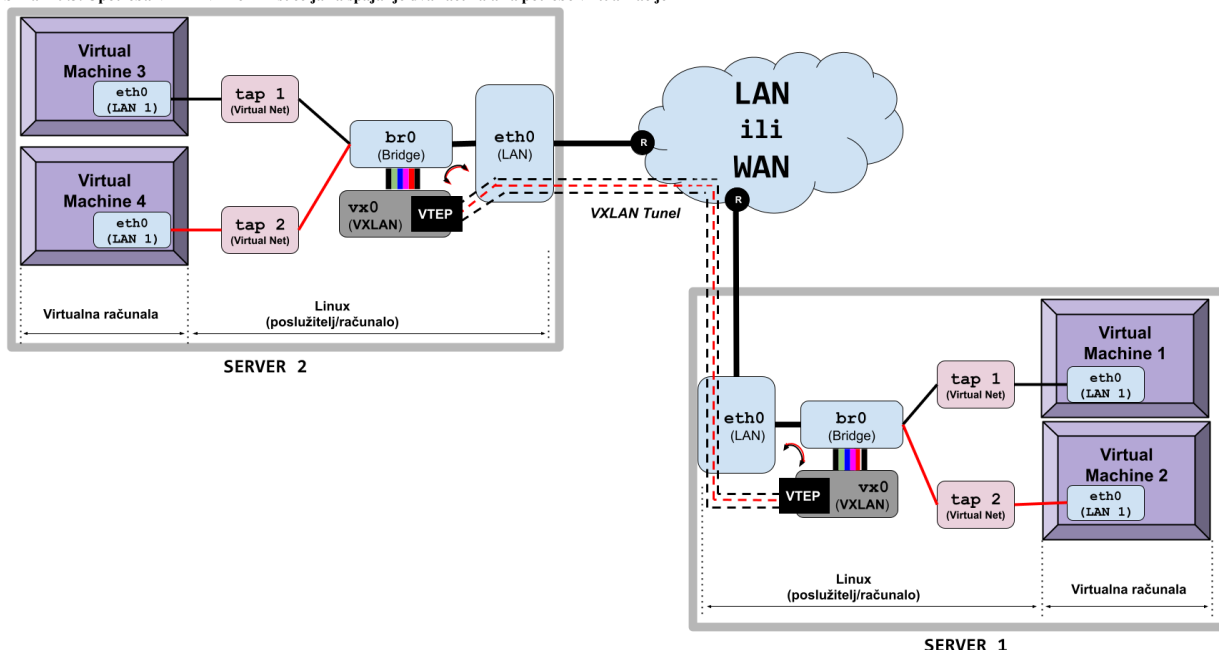 Virtual
Machine 3
eth0
(LAN 1)
tap 1
(Virtual Net)
Virtual
Machine 4
eth0
(LAN 1)
tap 2
(Virtual Net)
br0
(Bridge)
eth0
(LAN)
vx0
(VXLAN)
VTEP
R
LAN
ili
WAN
R
VXLAN Tunel
Virtualna računala
Linux
(poslužitelj/računalo)
SERVER 2
eth0
(LAN)
br0
(Bridge)
VTEP
vx0
(VXLAN)
tap 1
(Virtual Net)
Virtual
Machine 1
eth0
(LAN 1)
tap 2
(Virtual Net)
Virtual
Machine 2
eth0
(LAN 1)
Linux
(poslužitelj/računalo)
Virtualna računala
SERVER 1